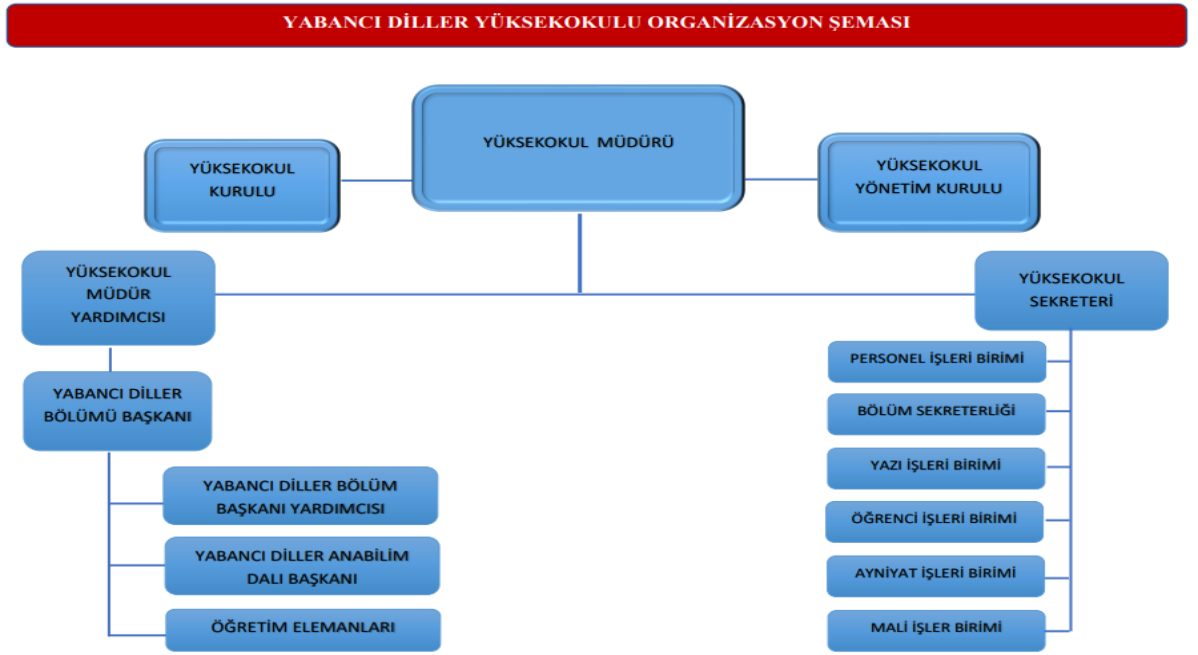 YABANCI DİLLER YÜKSEKOKULU ORGANİZASYON ŞEMASI
YÜKSEKOKUL MÜDÜRÜ
YÜKSEKOKUL
KURULU
YÜKSEKOKUL
YÖNETİM KURULU
YÜKSEKOKUL
MÜDÜR
YARDIMCISI
YÜKSEKOKUL
SEKRETERİ
YABANCI DİLLER
BÖLÜMÜ BAŞKANI
YABANCI DİLLER BÖLÜM
BAŞKANI YARDIMCISI
YABANCI DİLLER ANABİLİM
DALI BAŞKANI
ÖĞRETİM ELEMANLARI
PERSONEL İŞLERİ BİRİMİ
BÖLÜM SEKRETERLİĞİ
YAZI İŞLERİ BİRİMİ
ÖĞRENCİ İŞLERİ BİRİMİ
AYNİYAT İŞLERİ BİRİMİ
MALİ İŞLER BİRİMİ